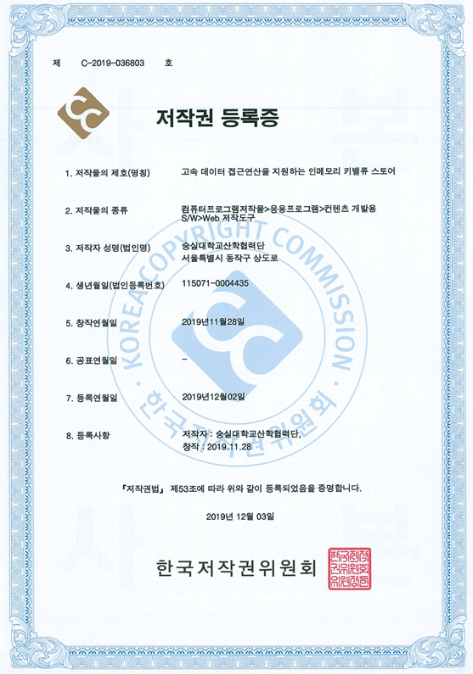 제 C-2019-036803 호
저작권 등록증
1. 저작물의 제호(명칭) 고속 데이터 접근연산을 지원하는 인메모리 키밸류 스토어
2. 저작물의 종류 컴퓨터프로그램저작물>응용프로그램>컨텐츠 개발용
S/W>Web 저작도구
3. 저작자 성명(법인명) 숭실대학교산학협력단
서울특별시 동작구 상도로
4. 생년월일(법인등록번호) 115071-0004435
5. 창작연월일 2019년11월28일
6. 공표연월일 –
7. 등록연월일 2019년12월02일
8. 등록사항 저작자 : 숭실대학교산학협력단,
창작 : 2019.11.28
KOREA COPYRIGHT COMMISSION
한국저작권위원회
『저작권법』 제53조에 따라 위와 같이 등록되었음을 증명합니다.
2019년 12월 03일
한국저작권위원회